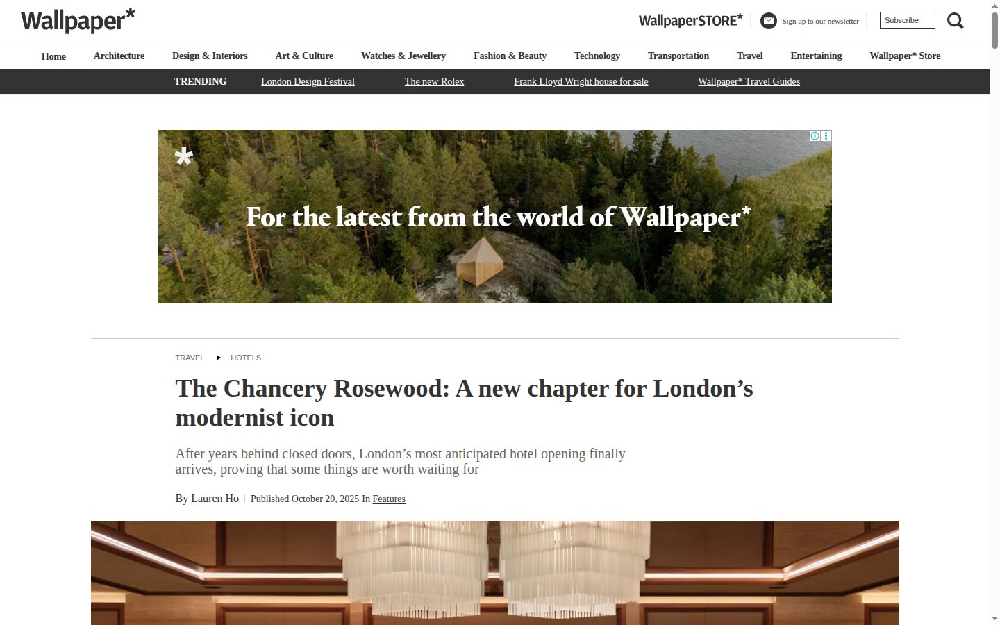 Wallpaper*
WallpaperSTORE*
Sign up to our newsletter
Subscribe
Home
Architecture
Design & Interiors
Art & Culture
Watches & Jewellery
Fashion & Beauty
Technology
Transportation
Travel
Entertaining
Wallpaper* Store
TRENDING
London Design Festival
The new Rolex
Frank Lloyd Wright house for sale
Wallpaper* Travel Guides
*
For the latest from the world of Wallpaper*
TRAVEL
HOTELS
The Chancery Rosewood: A new chapter for London’s
modernist icon
After years behind closed doors, London’s most anticipated hotel opening finally
arrives, proving that some things are worth waiting for
By Lauren Ho
Published October 20, 2025 In Features